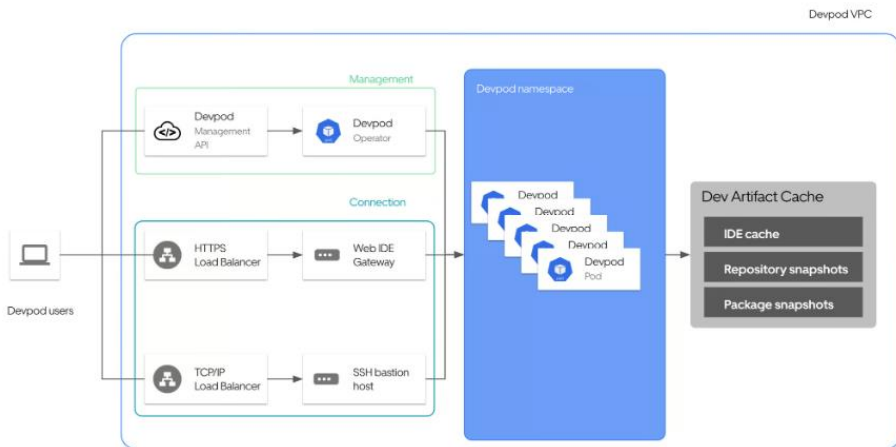 Devpod VPC
Management
Devpod namespace
Devpod
Management
API
Devpod
Operator
Connection
Devpod
Devpod
Devpod
Devpod
Devpod
Pod
Dev Artifact Cache
IDE cache
Repository snapshots
Package snapshots
HTTPS
Load Balancer
Web IDE
Gateway
Devpod users
TCP/IP
Load Balancer
SSH bastion
host